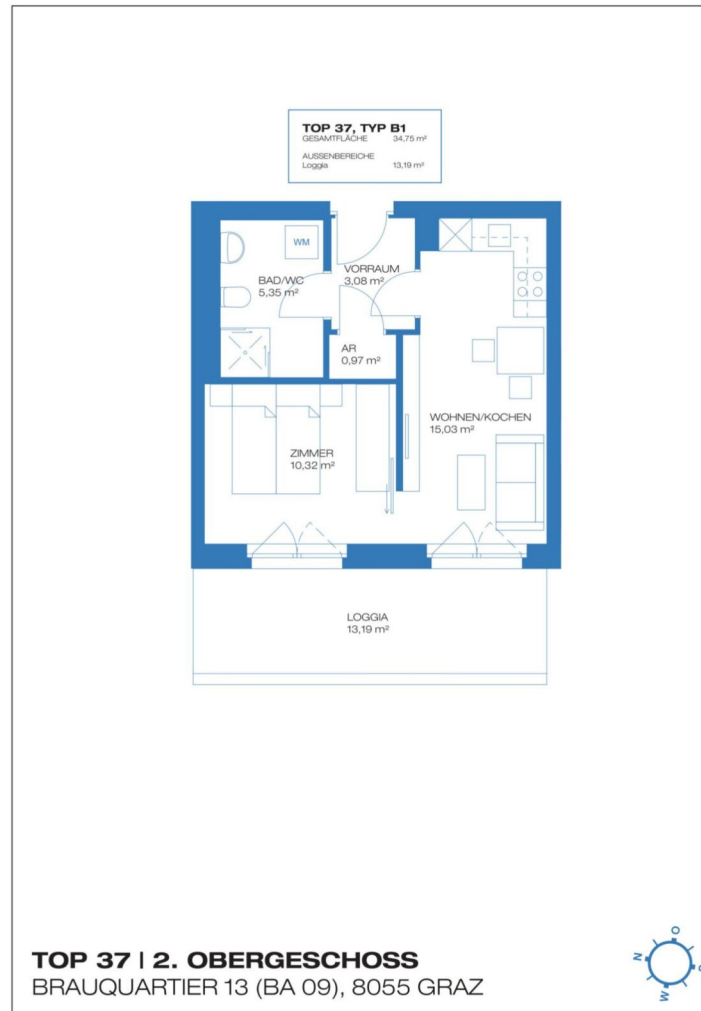 TOP 37, TYP B1
GESAMTFLÄCHE 34,75 m²
AUSSENBEREICHE
Loggia 13,19 m²
WM
BAD/WC
5,35 m²
VORRAUM
3,08 m²
AR
0,97 m²
WOHNEN/KOCHEN
15,03 m²
ZIMMER
10,32 m²
LOGGIA
13,19 m²
N
O
S
W
TOP 37 | 2. OBERGESCHOSS
BRAUQUARTIER 13 (BA 09), 8055 GRAZ